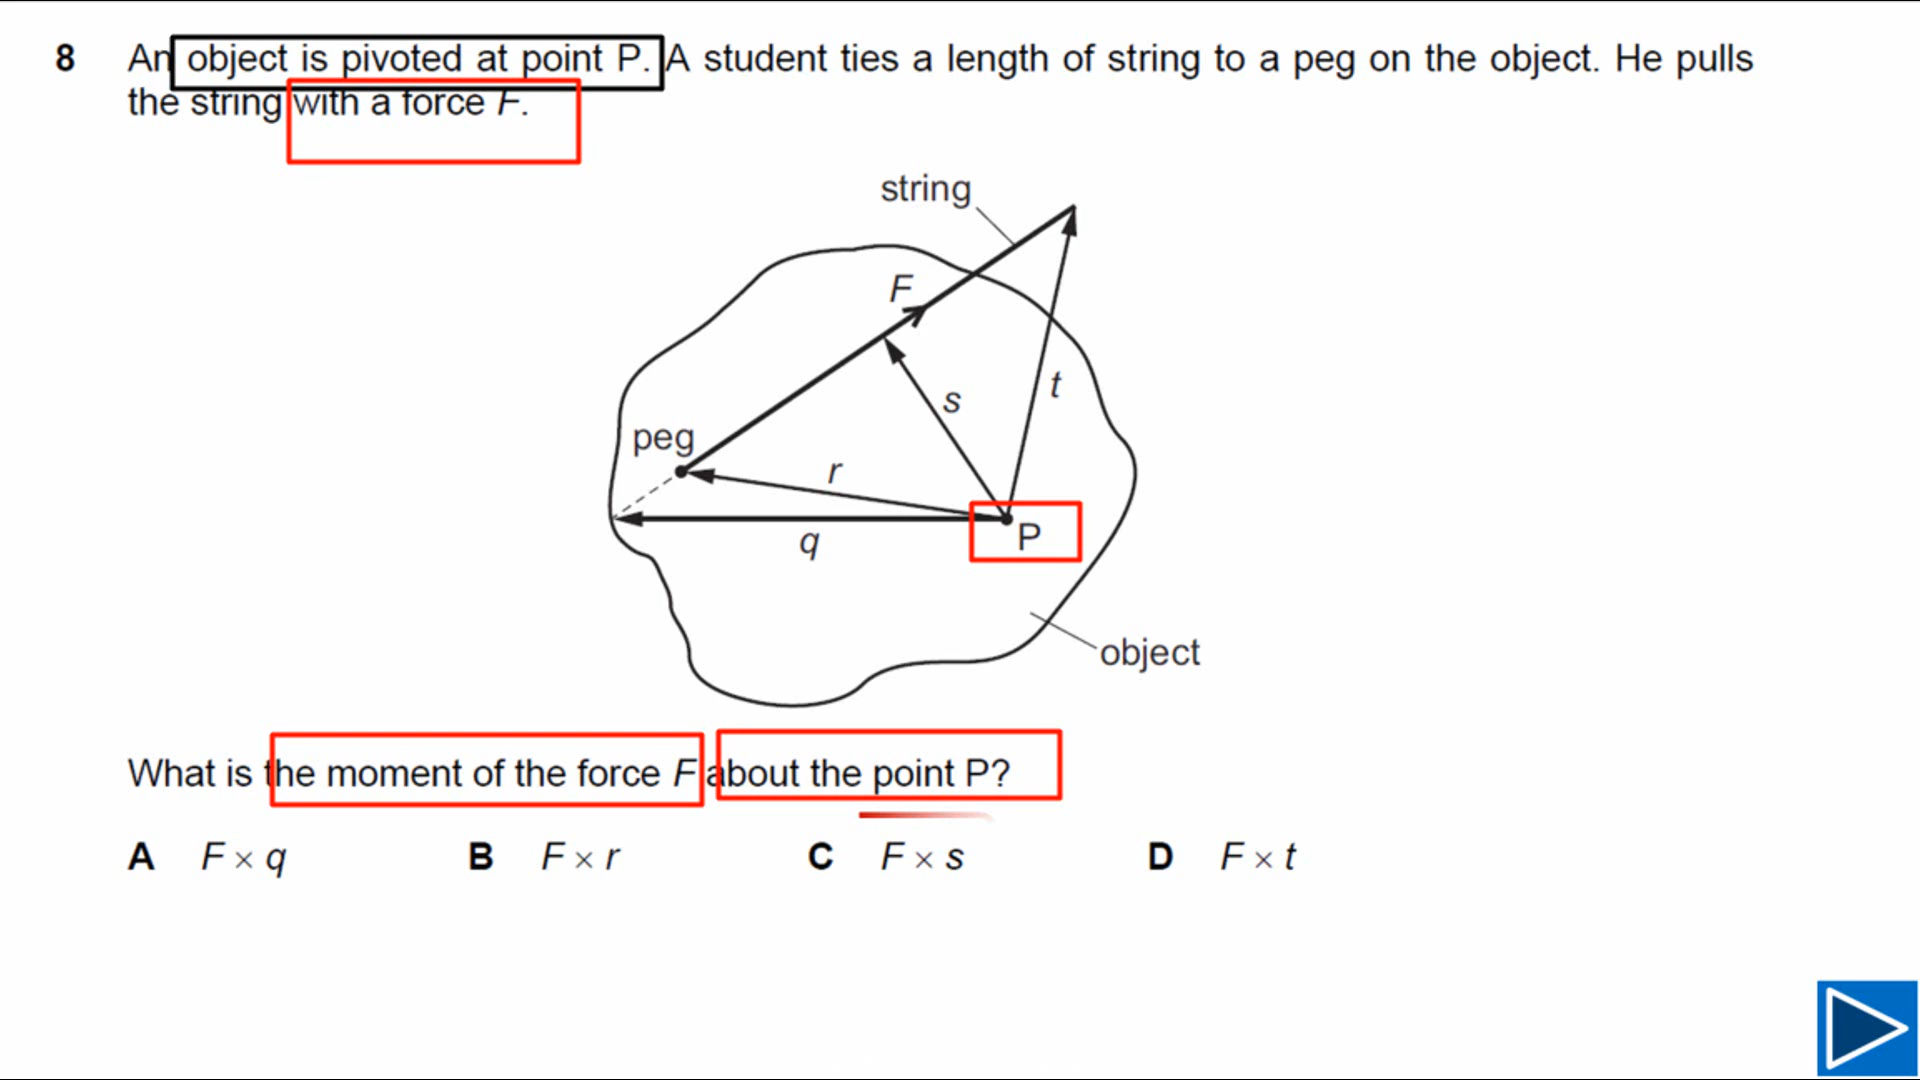 8 An object is pivoted at point P. A student ties a length of string to a peg on the object. He pulls
the string with a force F.
string
F
s
t
peg
r
q
P
object
What is the moment of the force F about the point P?
A F × q B F × r C F × s D F × t